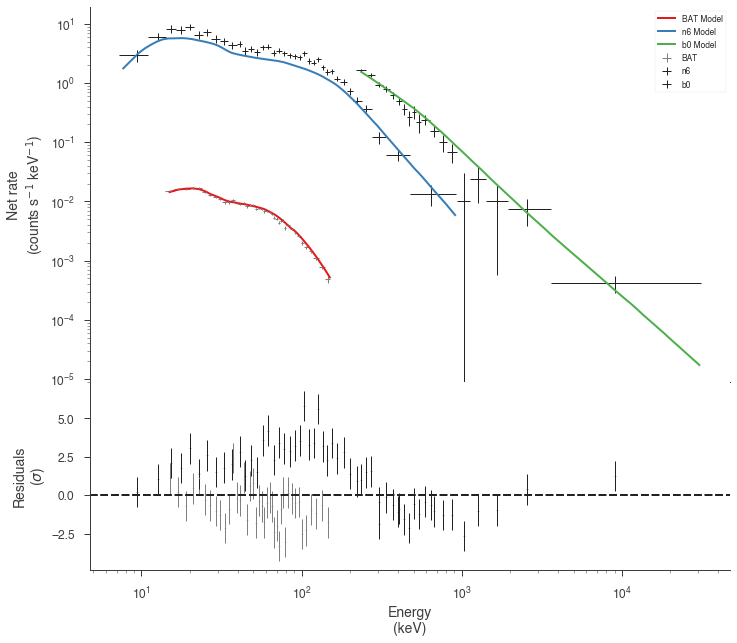 10¹
10⁰
10⁻¹
10⁻²
10⁻³
10⁻⁴
10⁻⁵
Net rate
(counts s⁻¹ keV⁻¹)
BAT Model
n6 Model
b0 Model
BAT
n6
b0
5.0
2.5
0.0
−2.5
Residuals
(σ)
10¹
10²
10³
10⁴
Energy
(keV)